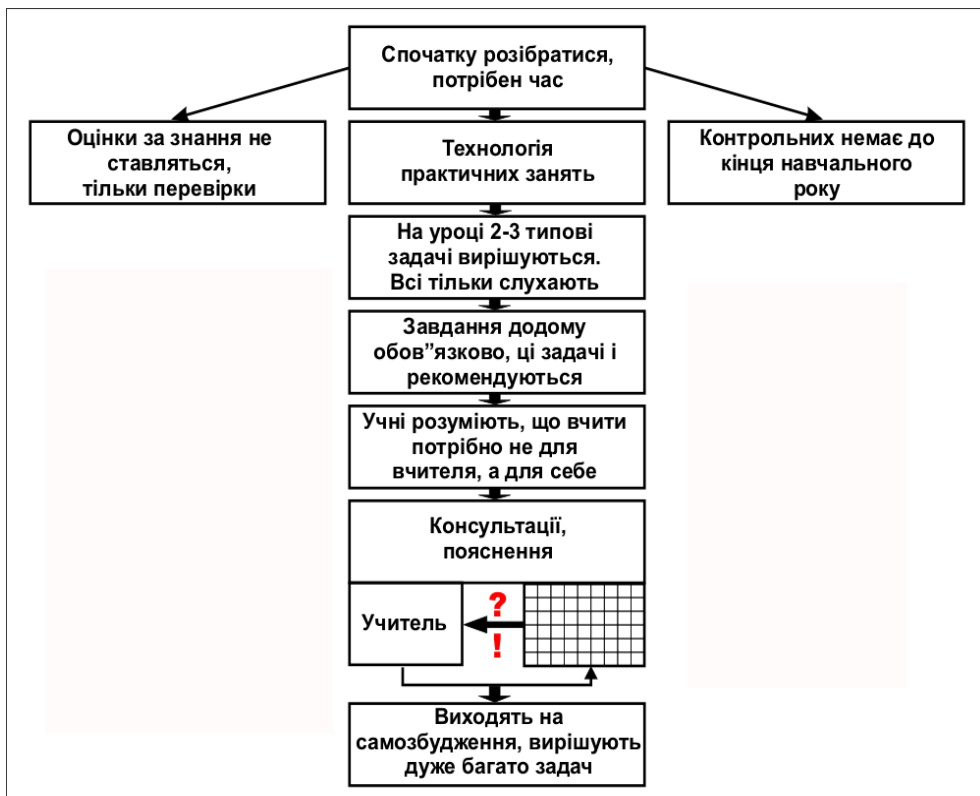 Спочатку розібратися,
потрібен час
Оцінки за знання не
ставляться,
тільки перевірки
Технологія
практичних занять
Контрольних немає до
кінця навчального
року
На уроці 2-3 типові
задачі вирішуються.
Всі тільки слухають
Завдання додому
обов”язково, ці задачі і
рекомендуються
Учні розуміють, що вчити
потрібно не для
вчителя, а для себе
Консультації,
пояснення
Учитель
?
!
Виходять на
самозбудження, вирішують
дуже багато задач